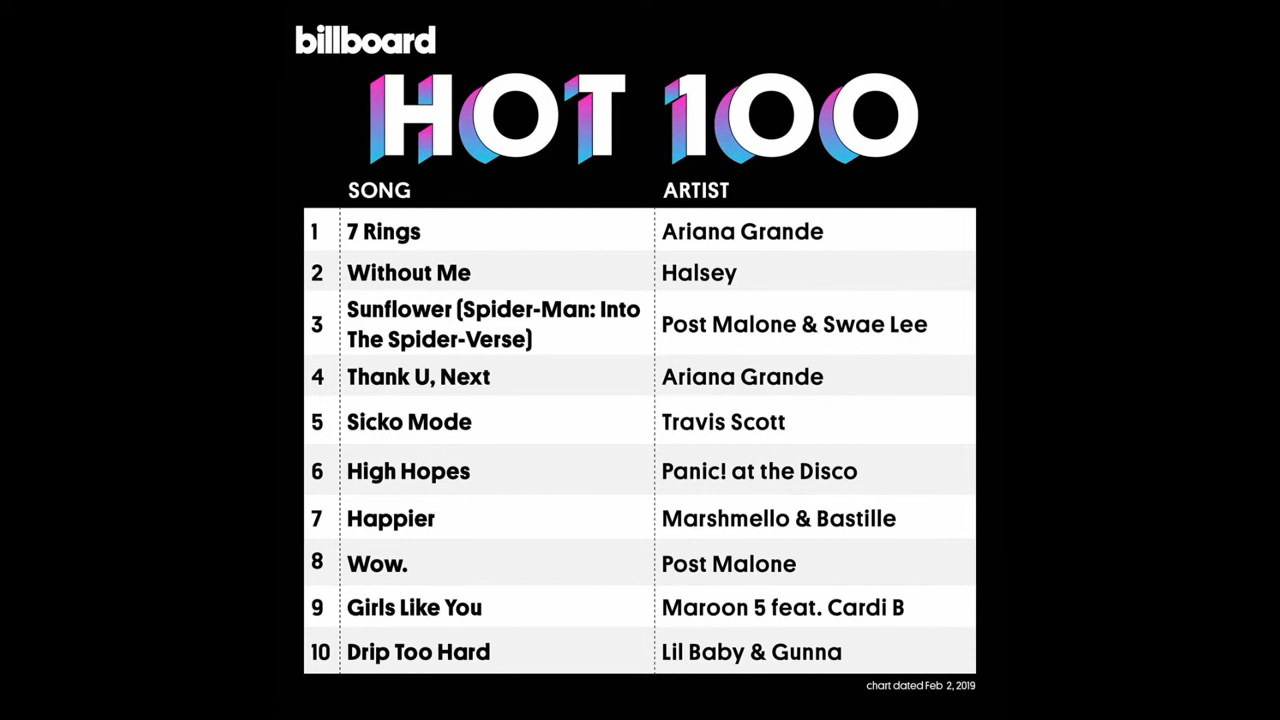 billboard
HOT 100
SONG ARTIST
1 7 Rings Ariana Grande
2 Without Me Halsey
3 Sunflower (Spider-Man: Into
The Spider-Verse) Post Malone & Swae Lee
4 Thank U, Next Ariana Grande
5 Sicko Mode Travis Scott
6 High Hopes Panic! at the Disco
7 Happier Marshmello & Bastille
8 Wow. Post Malone
9 Girls Like You Maroon 5 feat. Cardi B
10 Drip Too Hard Lil Baby & Gunna
chart dated Feb 2, 2019